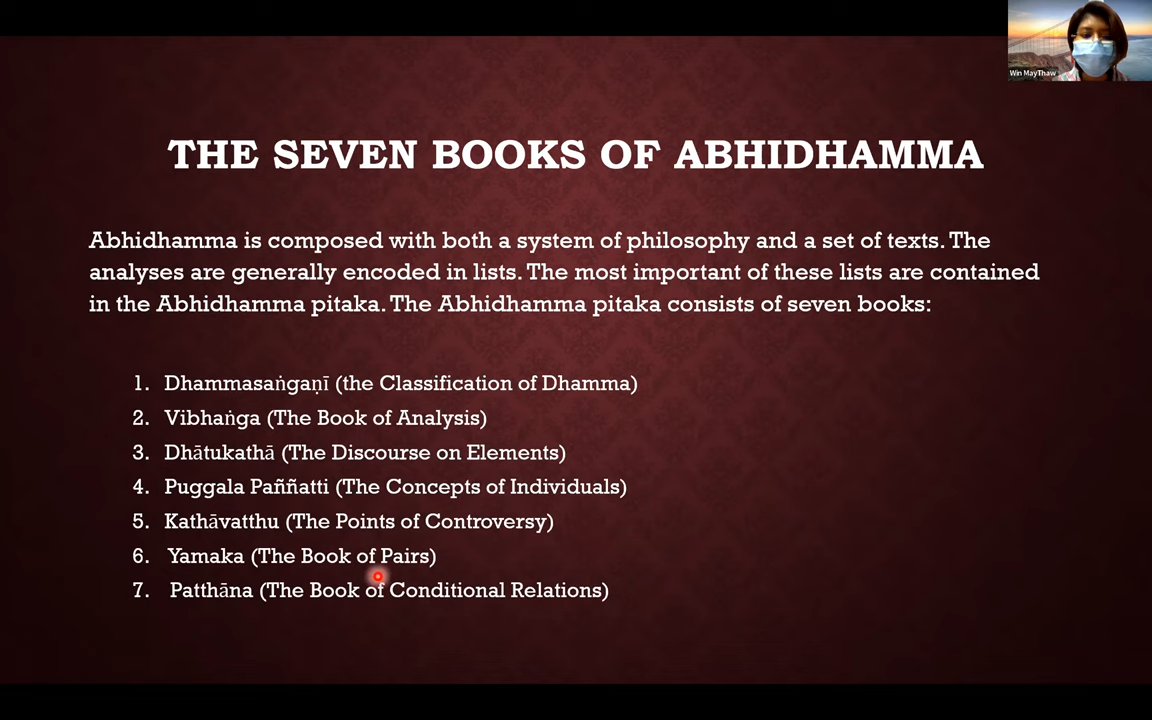 Win MayThaw
THE SEVEN BOOKS OF ABHIDHAMMA
Abhidhamma is composed with both a system of philosophy and a set of texts. The
analyses are generally encoded in lists. The most important of these lists are contained
in the Abhidhamma pitaka. The Abhidhamma pitaka consists of seven books:
1. Dhammasaṅgaṇī (the Classification of Dhamma)
2. Vibhaṅga (The Book of Analysis)
3. Dhātukathā (The Discourse on Elements)
4. Puggala Paññatti (The Concepts of Individuals)
5. Kathāvatthu (The Points of Controversy)
6. Yamaka (The Book of Pairs)
7. Patthāna (The Book of Conditional Relations)